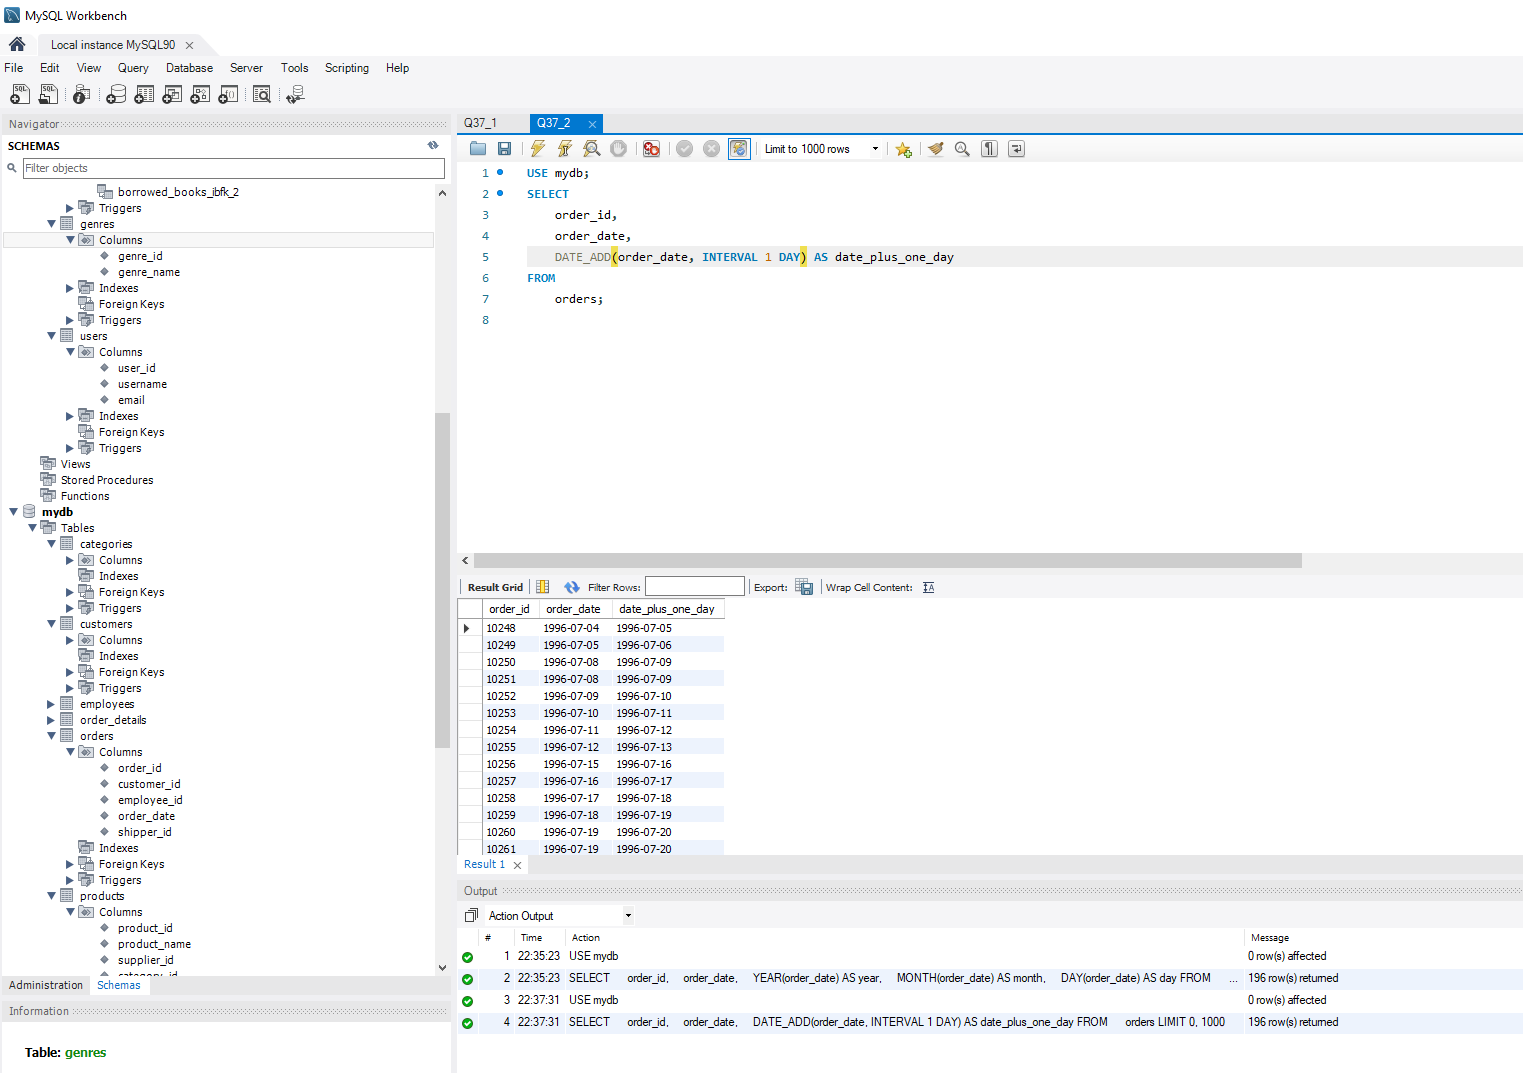 MySQL Workbench
Local instance MySQL90
File Edit View Query Database Server Tools Scripting Help
Navigator
SCHEMAS
Filter objects
borrowed_books_ibfk_2
Triggers
genres
Columns
genre_id
genre_name
Indexes
Foreign Keys
Triggers
users
Columns
user_id
username
email
Indexes
Foreign Keys
Triggers
Views
Stored Procedures
Functions
mydb
Tables
categories
Columns
Indexes
Foreign Keys
Triggers
customers
Columns
Indexes
Foreign Keys
Triggers
employees
order_details
orders
Columns
order_id
customer_id
employee_id
order_date
shipper_id
Indexes
Foreign Keys
Triggers
products
Columns
product_id
product_name
supplier_id
category_id
Administration Schemas
Information
Table: genres
Q37_1 Q37_2
Limit to 1000 rows
1 USE mydb;
2 SELECT
3 order_id,
4 order_date,
5 DATE_ADD(order_date, INTERVAL 1 DAY) AS date_plus_one_day
6 FROM
7 orders;
8
Result Grid Filter Rows: Export: Wrap Cell Content:
order_id order_date date_plus_one_day
10248 1996-07-04 1996-07-05
10249 1996-07-05 1996-07-06
10250 1996-07-08 1996-07-09
10251 1996-07-08 1996-07-09
10252 1996-07-09 1996-07-10
10253 1996-07-10 1996-07-11
10254 1996-07-11 1996-07-12
10255 1996-07-12 1996-07-13
10256 1996-07-15 1996-07-16
10257 1996-07-16 1996-07-17
10258 1996-07-17 1996-07-18
10259 1996-07-18 1996-07-19
10260 1996-07-19 1996-07-20
10261 1996-07-19 1996-07-20
Result 1
Output
Action Output
# Time Action Message
1 22:35:23 USE mydb 0 row(s) affected
2 22:35:23 SELECT order_id, order_date, YEAR(order_date) AS year, MONTH(order_date) AS month, DAY(order_date) AS day FROM ... 196 row(s) returned
3 22:37:31 USE mydb 0 row(s) affected
4 22:37:31 SELECT order_id, order_date, DATE_ADD(order_date, INTERVAL 1 DAY) AS date_plus_one_day FROM orders LIMIT 0, 1000 196 row(s) returned